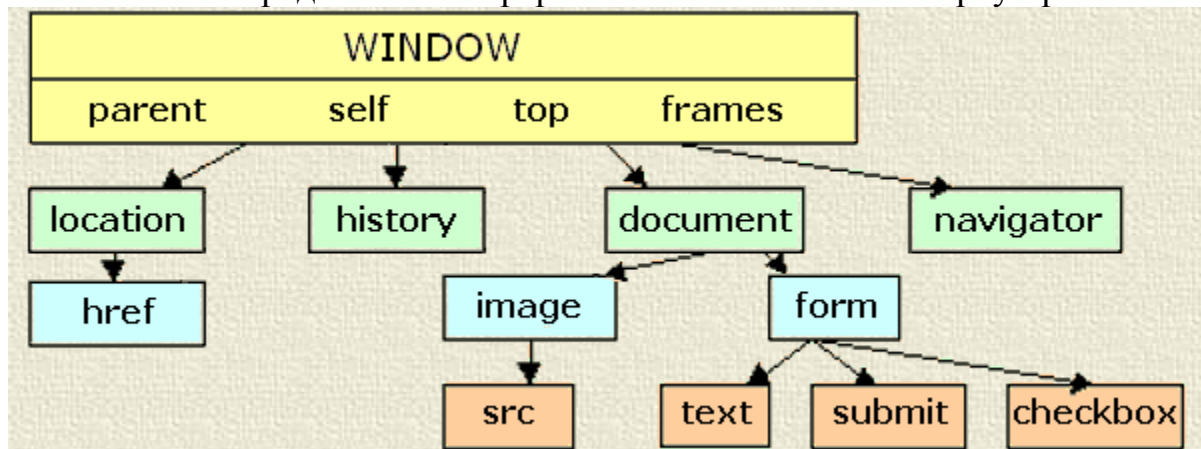 WINDOW
parent self top frames
location history document navigator
href image form
src text submit checkbox